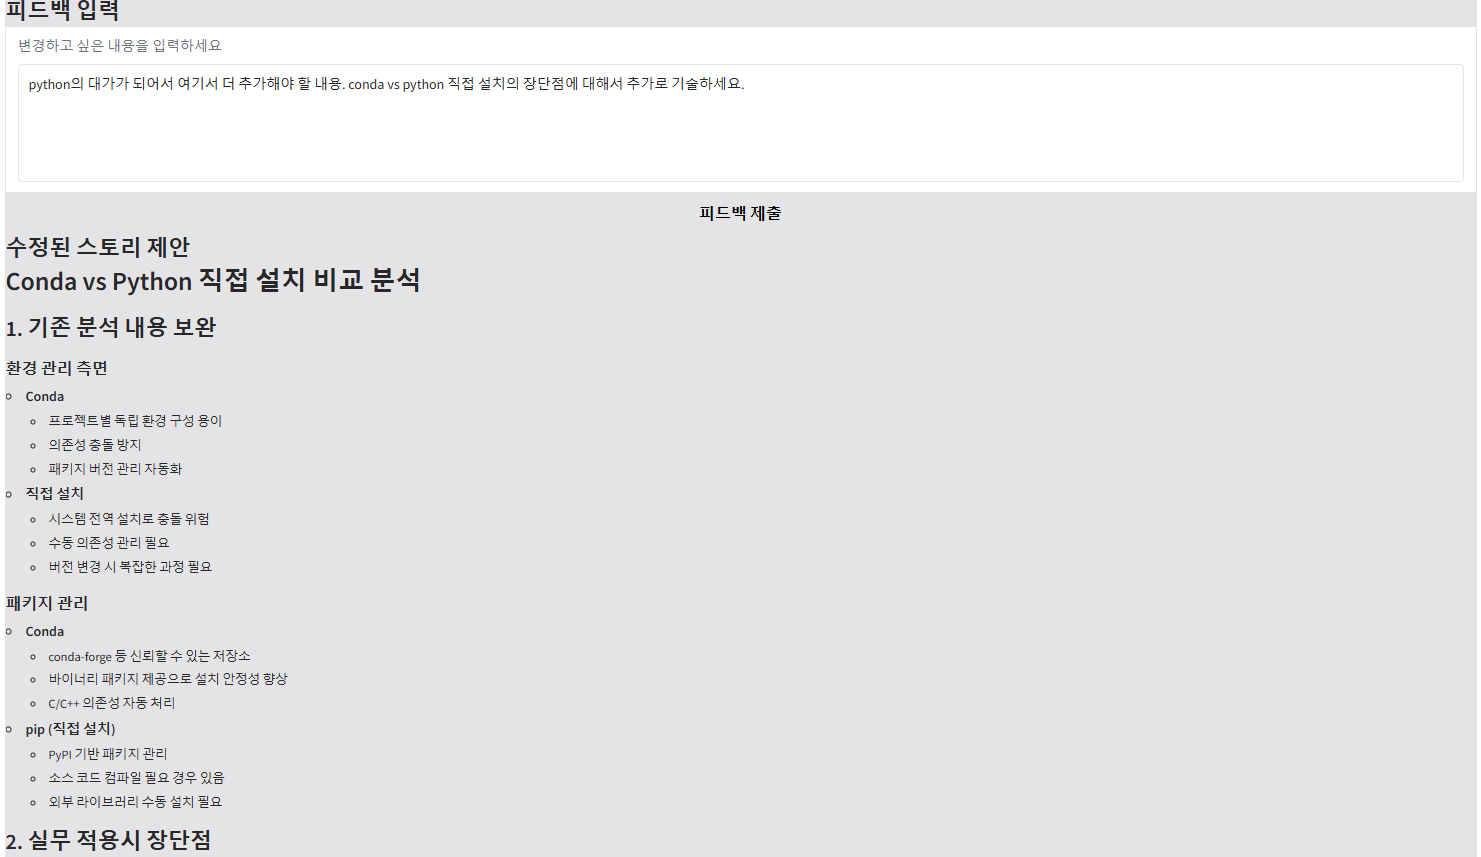 피드백 입력
변경하고 싶은 내용을 입력하세요
python의 대가가 되어서 여기서 더 추가해야 할 내용. conda vs python 직접 설치의 장단점에 대해서 추가로 기술하세요.
피드백 제출
수정된 스토리 제안
Conda vs Python 직접 설치 비교 분석
1. 기존 분석 내용 보완
환경 관리 측면
Conda
프로젝트별 독립 환경 구성 용이
의존성 충돌 방지
패키지 버전 관리 자동화
직접 설치
시스템 전역 설치로 충돌 위험
수동 의존성 관리 필요
버전 변경 시 복잡한 과정 필요
패키지 관리
Conda
conda-forge 등 신뢰할 수 있는 저장소
바이너리 패키지 제공으로 설치 안정성 향상
C/C++ 의존성 자동 처리
pip (직접 설치)
PyPI 기반 패키지 관리
소스 코드 컴파일 필요 경우 있음
외부 라이브러리 수동 설치 필요
2. 실무 적용시 장단점